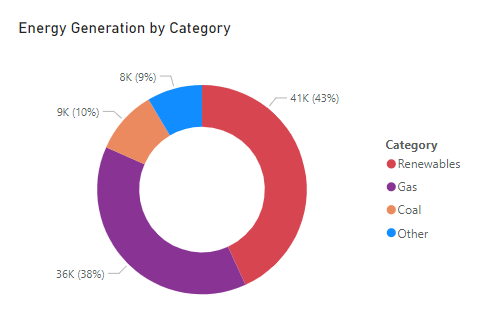 Energy Generation by Category
8K (9%)
41K (43%)
9K (10%)
36K (38%)
Category
Renewables
Gas
Coal
Other